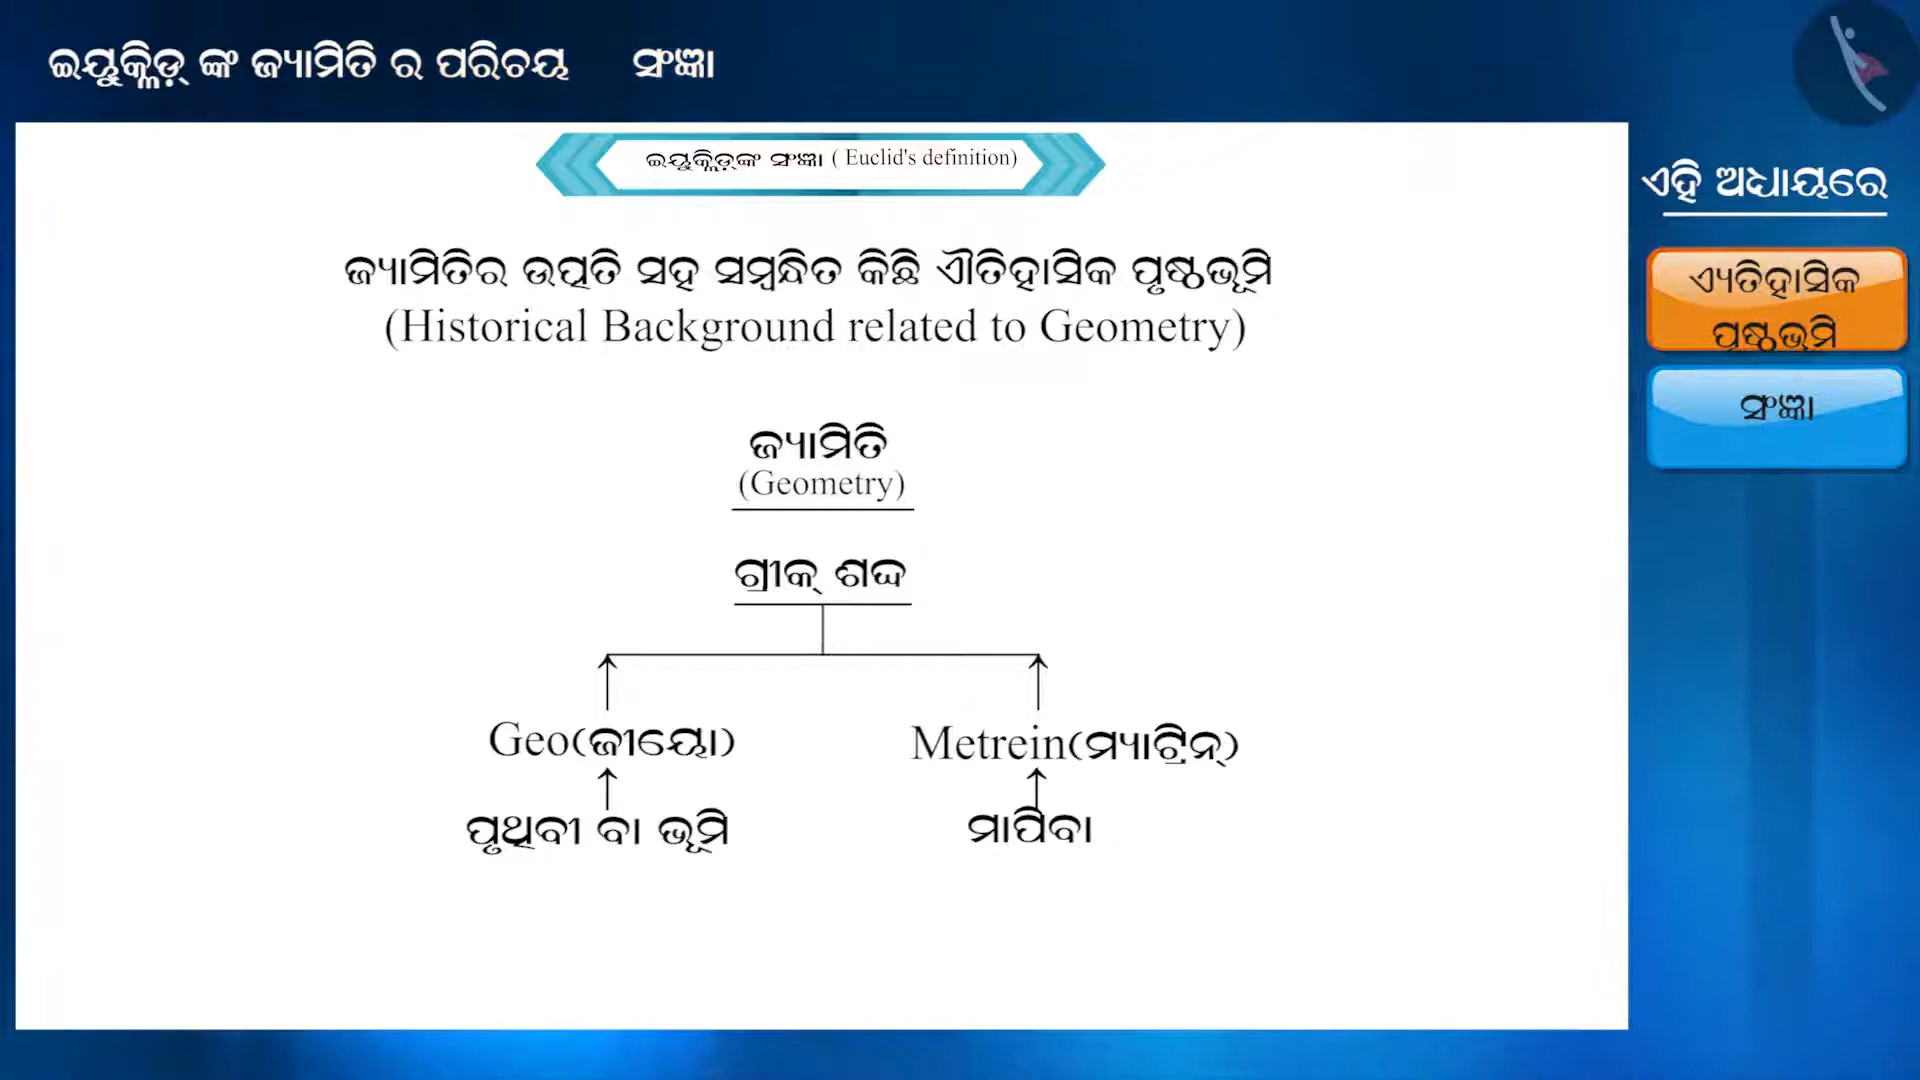 ଇୟୁକ୍ଲିଡ଼୍ ଙ୍କ ଜ୍ୟାମିତି ର ପରିଚୟ ସଂଜ୍ଞା
ଇୟୁକ୍ଲିଡ଼୍‌ଙ୍କ ସଂଜ୍ଞା ( Euclid's definition)
ଜ୍ୟାମିତିର ଉତ୍ପତି ସହ ସମ୍ବନ୍ଧିତ କିଛି ଐତିହାସିକ ପୃଷ୍ଠଭୂମି
(Historical Background related to Geometry)
ଜ୍ୟାମିତି
(Geometry)
ଗ୍ରୀକ୍ ଶବ୍ଦ
Geo(ଜୀୟୋ)
Metrein(ମ୍ୟାଟ୍ରିନ୍)
ପୃଥିବୀ ବା ଭୂମି
ମାପିବା
ଏହି ଅଧ୍ୟାୟରେ
ଏ୍ୟତିହାସିକ
ପୃଷ୍ଠଭୂମି
ସଂଜ୍ଞା